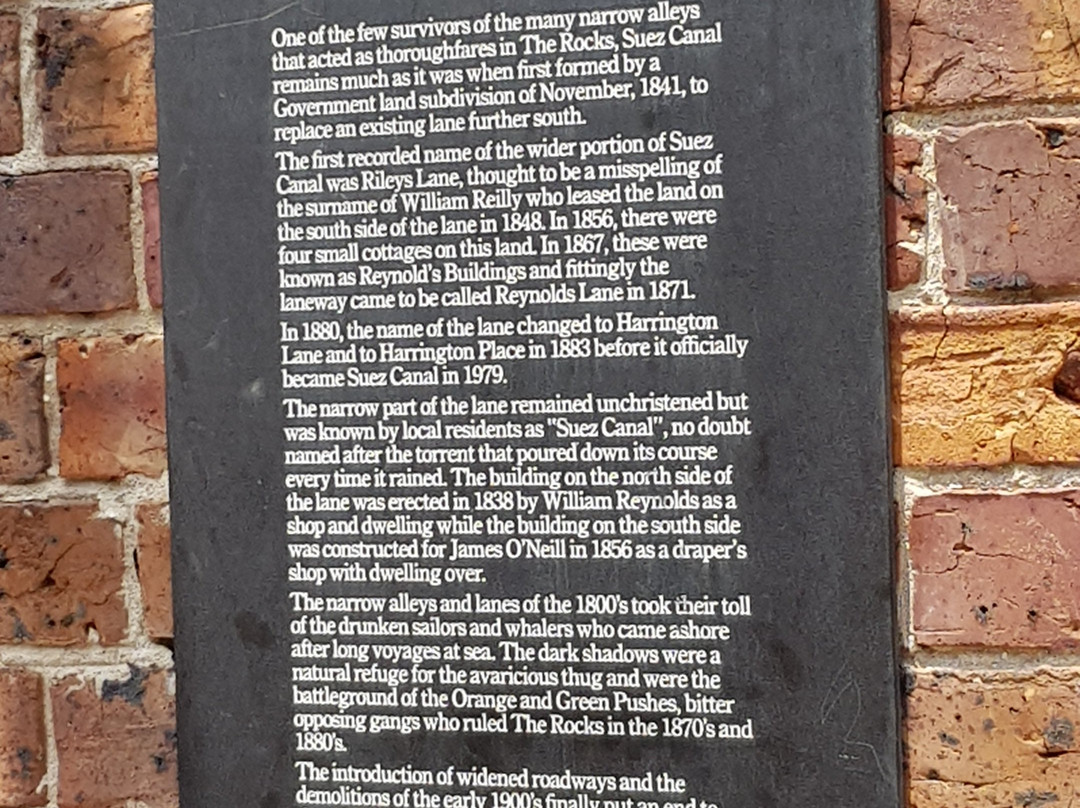 One of the few survivors of the many narrow alleys
that acted as thoroughfares in The Rocks, Suez Canal
remains much as it was when first formed by a
Government land subdivision of November, 1841, to
replace an existing lane further south.
The first recorded name of the wider portion of Suez
Canal was Rileys Lane, thought to be a misspelling of
the surname of William Reilly who leased the land on
the south side of the lane in 1848. In 1856, there were
four small cottages on this land. In 1867, these were
known as Reynold's Buildings and fittingly the
laneway came to be called Reynolds Lane in 1871.
In 1880, the name of the lane changed to Harrington
Lane and to Harrington Place in 1883 before it officially
became Suez Canal in 1979.
The narrow part of the lane remained unchristened but
was known by local residents as "Suez Canal", no doubt
named after the torrent that poured down its course
every time it rained. The building on the north side of
the lane was erected in 1838 by William Reynolds as a
shop and dwelling while the building on the south side
was constructed for James O'Neill in 1856 as a draper's
shop with dwelling over.
The narrow alleys and lanes of the 1800's took their toll
of the drunken sailors and whalers who came ashore
after long voyages at sea. The dark shadows were a
natural refuge for the avaricious thug and were the
battleground of the Orange and Green Pushes, bitter
opposing gangs who ruled The Rocks in the 1870's and
1880's.
The introduction of widened roadways and the
demolitions of the early 1900's finally put an end to